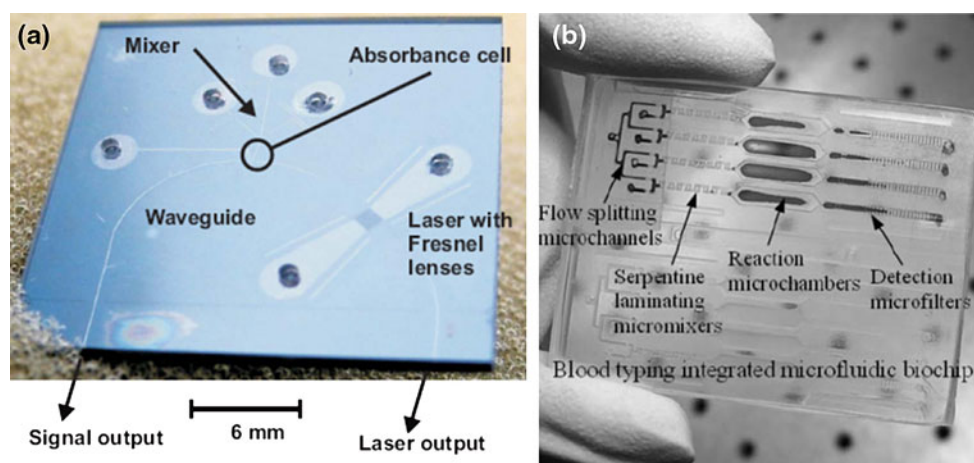 (a)
Mixer
Absorbance cell
Waveguide
Laser with
Fresnel
lenses
Signal output
6 mm
Laser output
(b)
Flow splitting
microchannels
Serpentine
laminating
micromixers
Reaction
microchambers
Detection
microfilters
Blood typing integrated microfluidic biochip